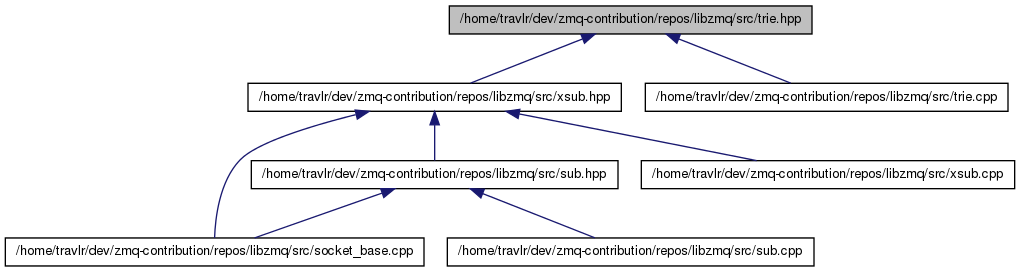 /home/travlr/dev/zmq-contribution/repos/libzmq/src/trie.hpp
/home/travlr/dev/zmq-contribution/repos/libzmq/src/xsub.hpp
/home/travlr/dev/zmq-contribution/repos/libzmq/src/trie.cpp
/home/travlr/dev/zmq-contribution/repos/libzmq/src/sub.hpp
/home/travlr/dev/zmq-contribution/repos/libzmq/src/xsub.cpp
/home/travlr/dev/zmq-contribution/repos/libzmq/src/socket_base.cpp
/home/travlr/dev/zmq-contribution/repos/libzmq/src/sub.cpp